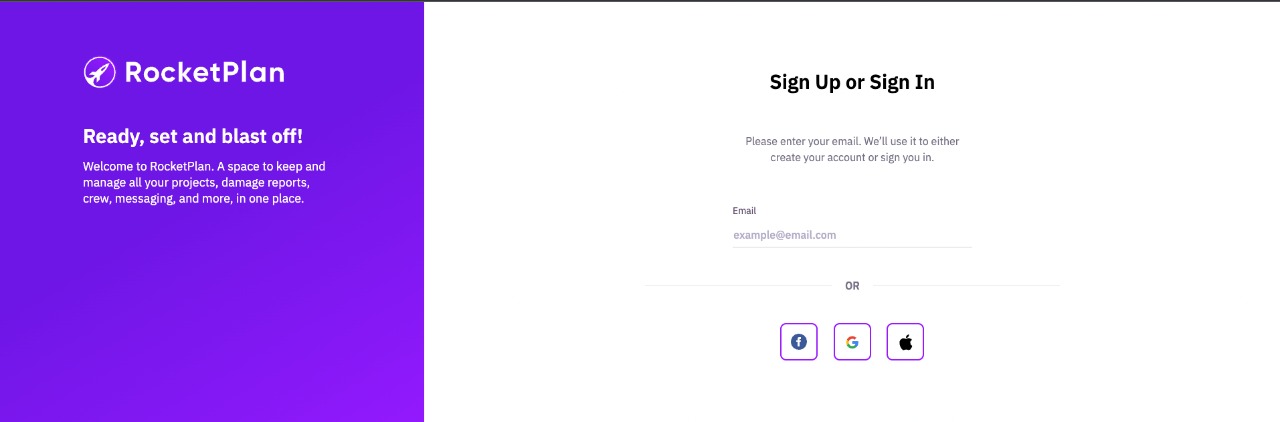 RocketPlan
Ready, set and blast off!
Welcome to RocketPlan. A space to keep and
manage all your projects, damage reports,
crew, messaging, and more, in one place.
Sign Up or Sign In
Please enter your email. We'll use it to either
create your account or sign you in.
Email
example@email.com
OR